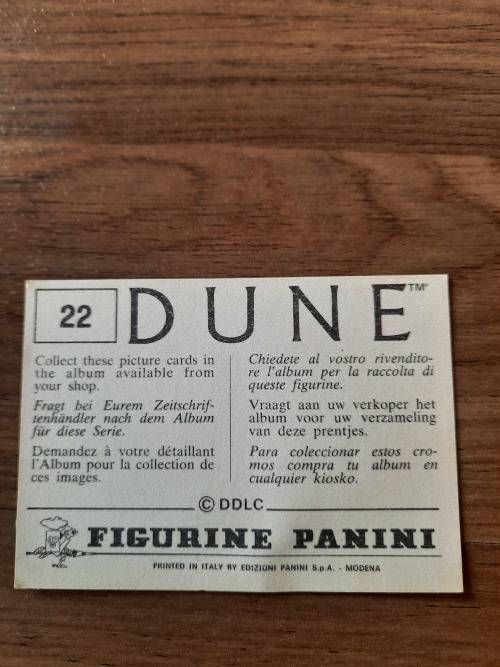 22
DUNE™
Collect these picture cards in
the album available from
your shop.
Fragt bei Eurem Zeitschrif-
tenhändler nach dem Album
für diese Serie.
Demandez à votre détaillant
l'Album pour la collection de
ces images.
Chiedete al vostro rivendito-
re l'album per la raccolta di
queste figurine.
Vraagt aan uw verkoper het
album voor uw verzameling
van deze prentjes.
Para coleccionar estos cro-
mos compra tu album en
cualquier kiosko.
© DDLC
FIGURINE PANINI
PRINTED IN ITALY BY EDIZIONI PANINI S.p.A. - MODENA